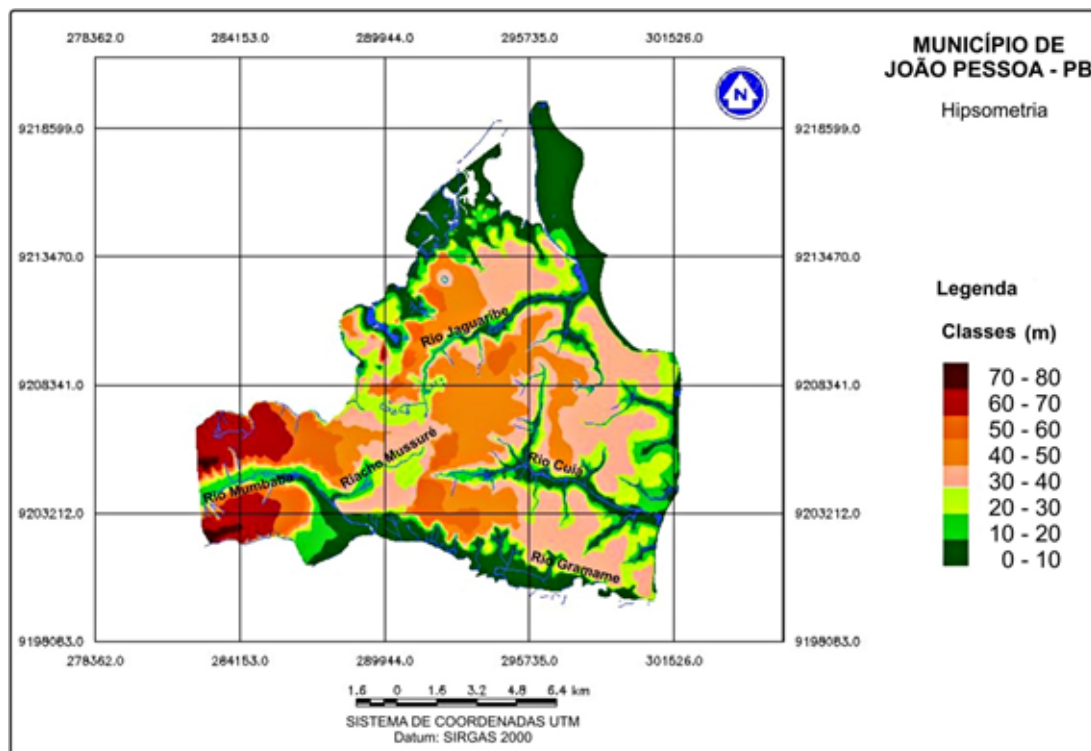 278362.0 284153.0 289944.0 295735.0 301526.0
MUNICÍPIO DE
JOÃO PESSOA - PB
Hipsometria
N
9218599.0 9218599.0
9213470.0 9213470.0
Rio Jaguaribe
9208341.0 9208341.0
Riacho Mussuré
Rio Cuia
Rio Mumbaba
9203212.0 9203212.0
Rio Gramame
9198083.0 9198083.0
278362.0 284153.0 289944.0 295735.0 301526.0
Legenda
Classes (m)
70 - 80
60 - 70
50 - 60
40 - 50
30 - 40
20 - 30
10 - 20
0 - 10
1.6 0 1.6 3.2 4.8 6.4 km
SISTEMA DE COORDENADAS UTM
Datum: SIRGAS 2000